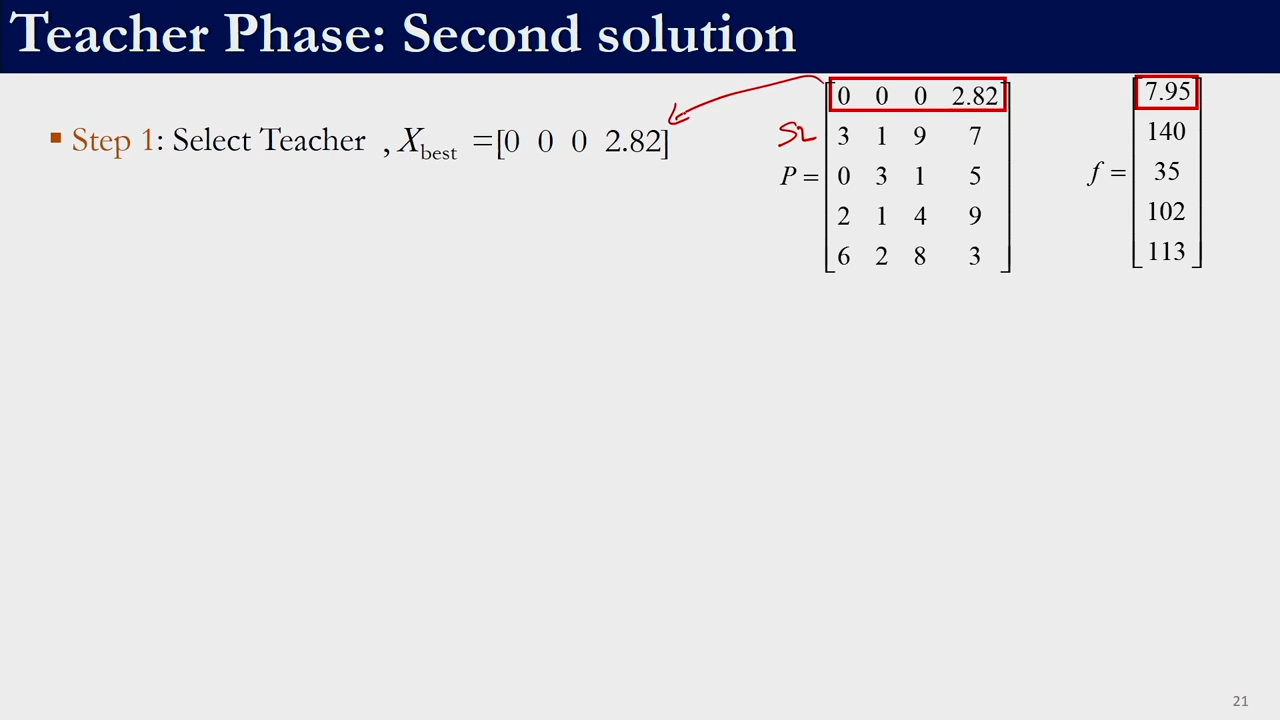 Teacher Phase: Second solution
▪ Step 1: Select Teacher , Xbest =[0 0 0 2.82]
0 0 0 2.82
S2 3 1 9 7
P = 0 3 1 5
2 1 4 9
6 2 8 3
7.95
140
f = 35
102
113
21